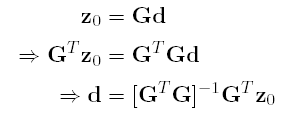 z₀ = Gd
⇒ Gᵀz₀ = GᵀGd
⇒ d = [GᵀG]⁻¹Gᵀz₀